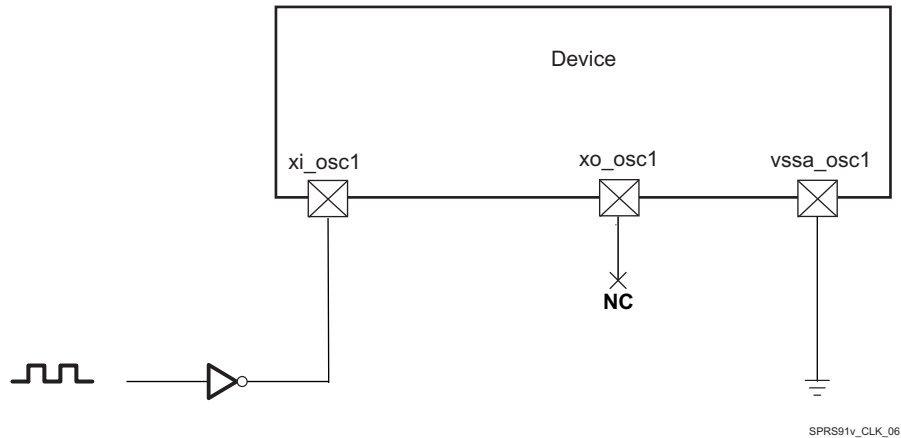 Device
xi_osc1
xo_osc1
vssa_osc1
NC
SPRS91v_CLK_06